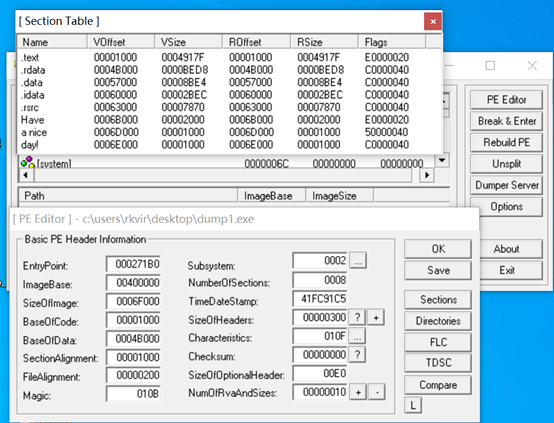 [ Section Table ]
Name VOffset VSize ROffset RSize Flags
.text 00001000 0004917F 00001000 0004917F E0000020
.rdata 0004B000 0000BED8 0004B000 0000BED8 C0000040
.data 00057000 00008BE4 00057000 00008BE4 C0000040
.idata 00060000 00002BEC 00060000 00002BEC C0000040
.rsrc 00063000 00007870 00063000 00007870 C0000040
Have 0006B000 00002000 0006B000 00002000 E0000020
a nice 0006D000 00001000 0006D000 00001000 50000040
day! 0006E000 00001000 0006E000 00001000 C0000040
[system] 0000006C 00000000 00000000
Path ImageBase ImageSize
PE Editor
Break & Enter
Rebuild PE
Unsplit
Dumper Server
Options
About
Exit
[ PE Editor ] - c:\users\rkvir\desktop\dump1.exe
Basic PE Header Information
EntryPoint: 000271B0 Subsystem: 0002 ...
ImageBase: 00400000 NumberOfSections: 0008
SizeOfImage: 0006F000 TimeDateStamp: 41FC91C5
BaseOfCode: 00001000 SizeOfHeaders: 00000300 ? +
BaseOfData: 0004B000 Characteristics: 010F ...
SectionAlignment: 00001000 Checksum: 00000000 ?
FileAlignment: 00000200 SizeOfOptionalHeader: 00E0
Magic: 010B NumOfRvaAndSizes: 00000010 + -
OK
Save
Sections
Directories
FLC
TDSC
Compare
L